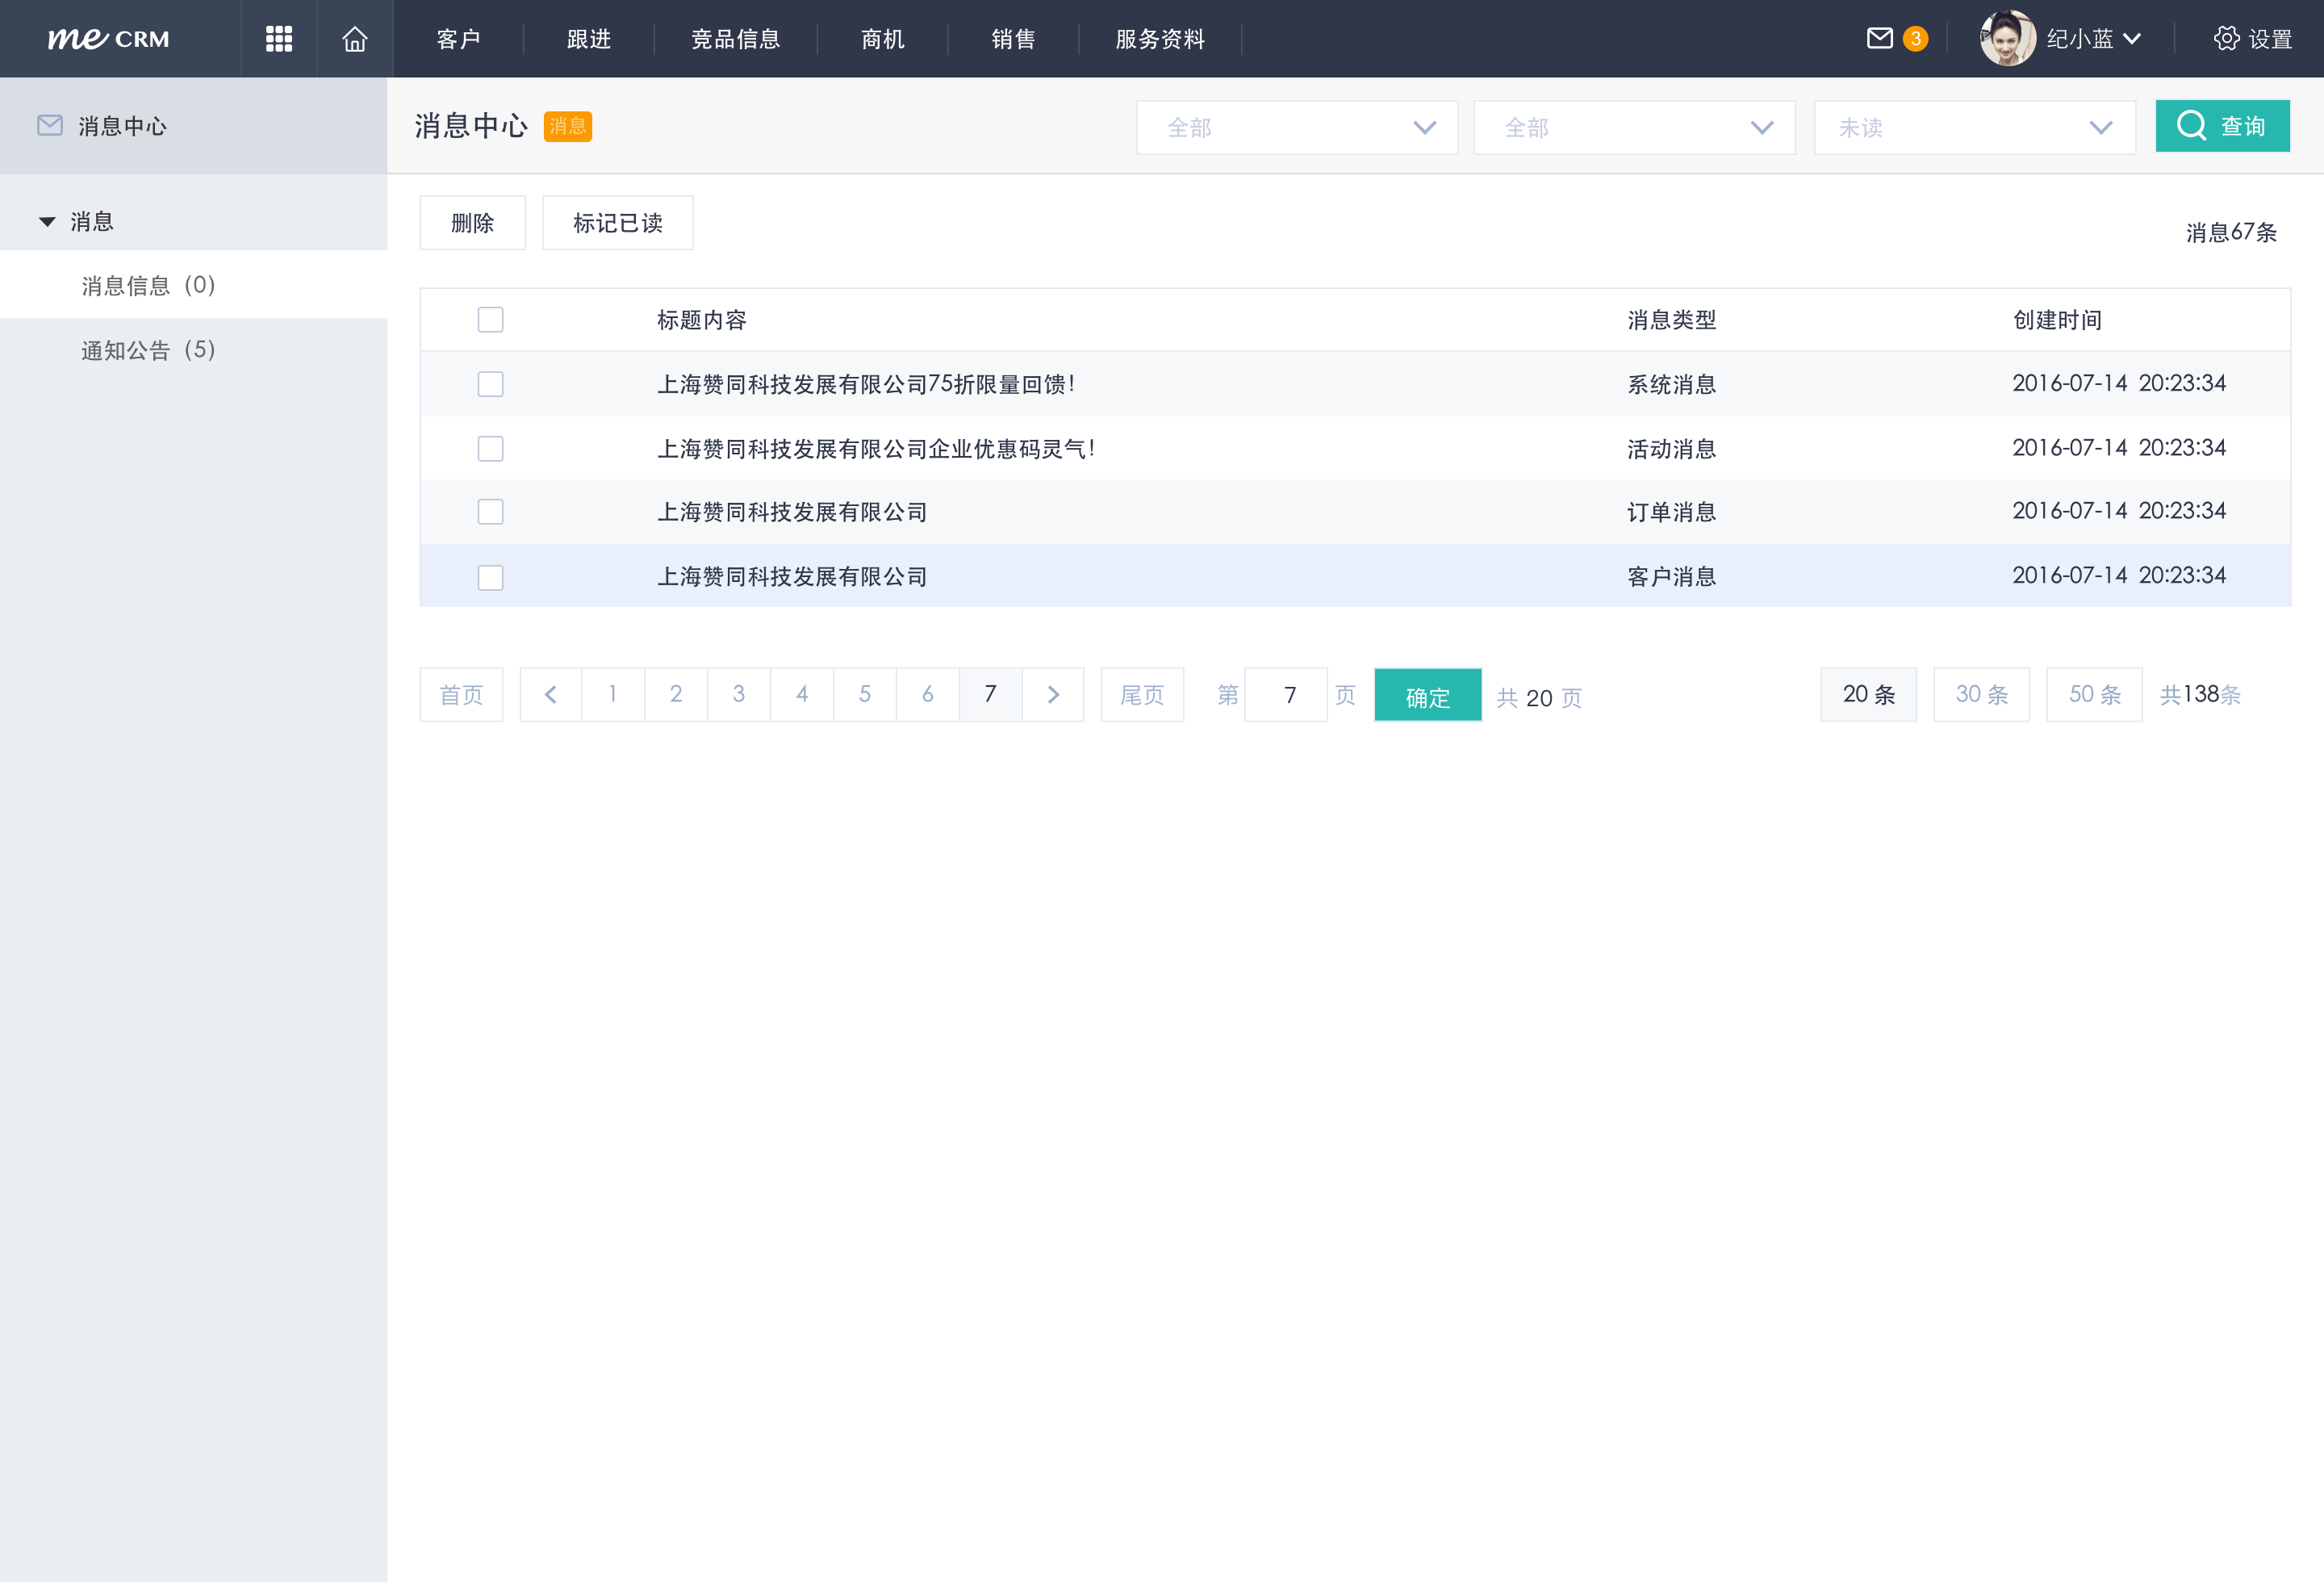 me CRM 客户 跟进 竞品信息 商机 销售 服务资料 3 纪小蓝 设置
消息中心
消息
消息信息 (0)
通知公告 (5)
消息中心 消息 全部 全部 未读 查询
删除 标记已读 消息67条
标题内容 消息类型 创建时间
上海赞同科技发展有限公司75折限量回馈! 系统消息 2016-07-14 20:23:34
上海赞同科技发展有限公司企业优惠码灵气! 活动消息 2016-07-14 20:23:34
上海赞同科技发展有限公司 订单消息 2016-07-14 20:23:34
上海赞同科技发展有限公司 客户消息 2016-07-14 20:23:34
首页 1 2 3 4 5 6 7 尾页 第 7 页 确定 共 20 页 20 条 30 条 50 条 共138条